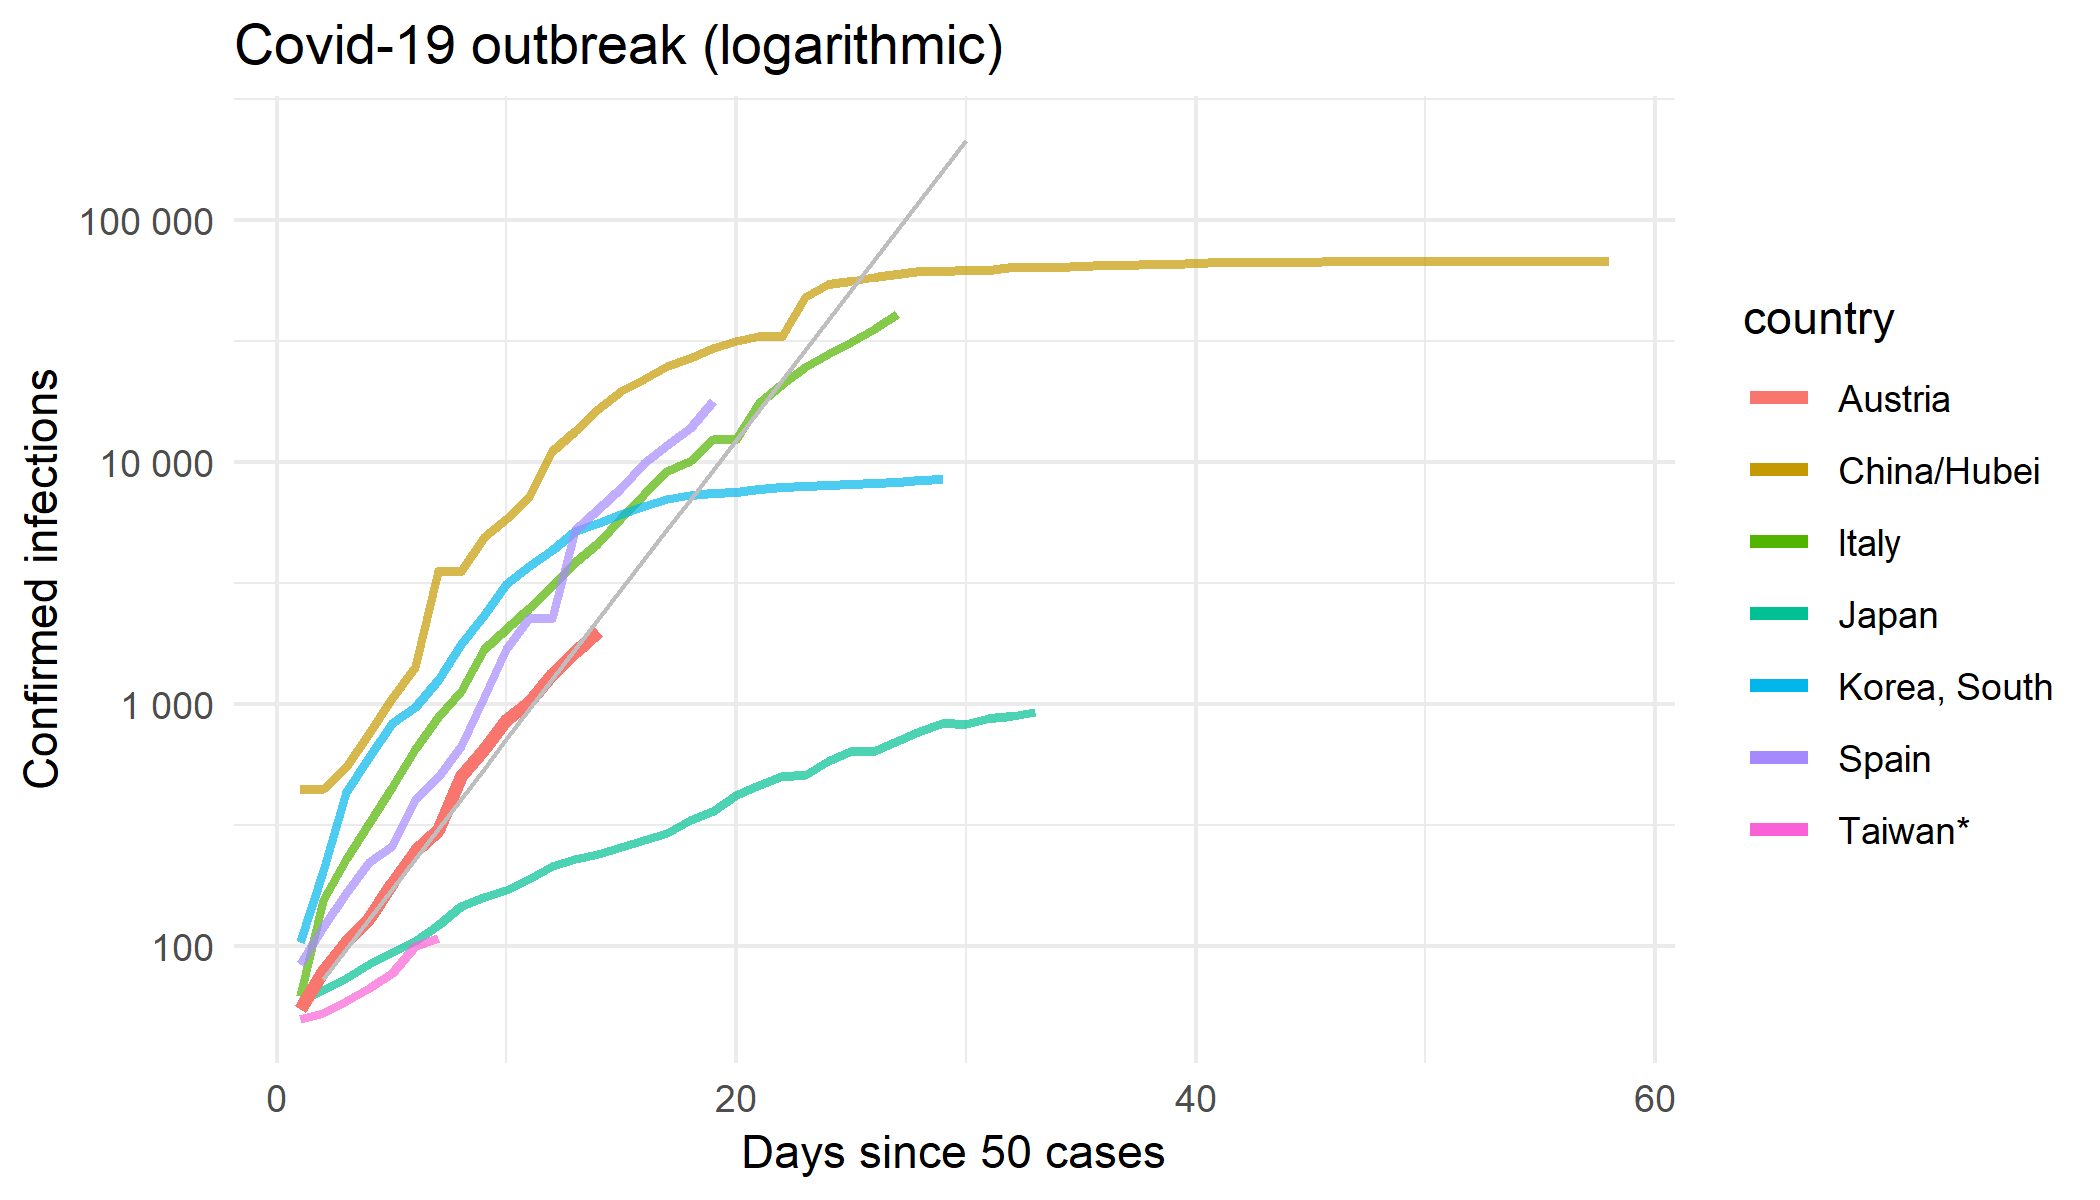 Covid-19 outbreak (logarithmic)
100 000
10 000
1 000
100
Confirmed infections
0
20
40
60
Days since 50 cases
country
Austria
China/Hubei
Italy
Japan
Korea, South
Spain
Taiwan*